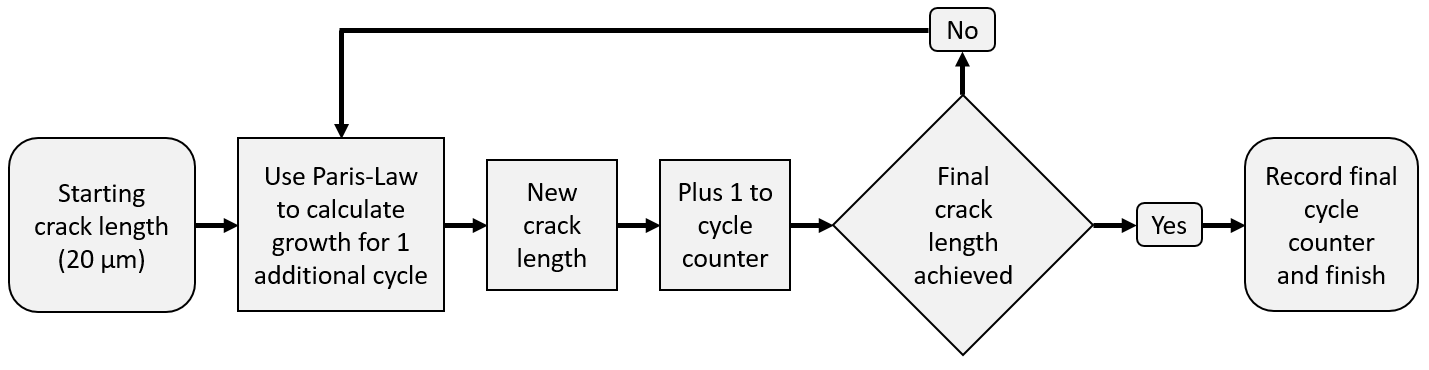 No
Starting
crack length
(20 μm)
Use Paris-Law
to calculate
growth for 1
additional cycle
New
crack
length
Plus 1 to
cycle
counter
Final
crack
length
achieved
Yes
Record final
cycle
counter
and finish